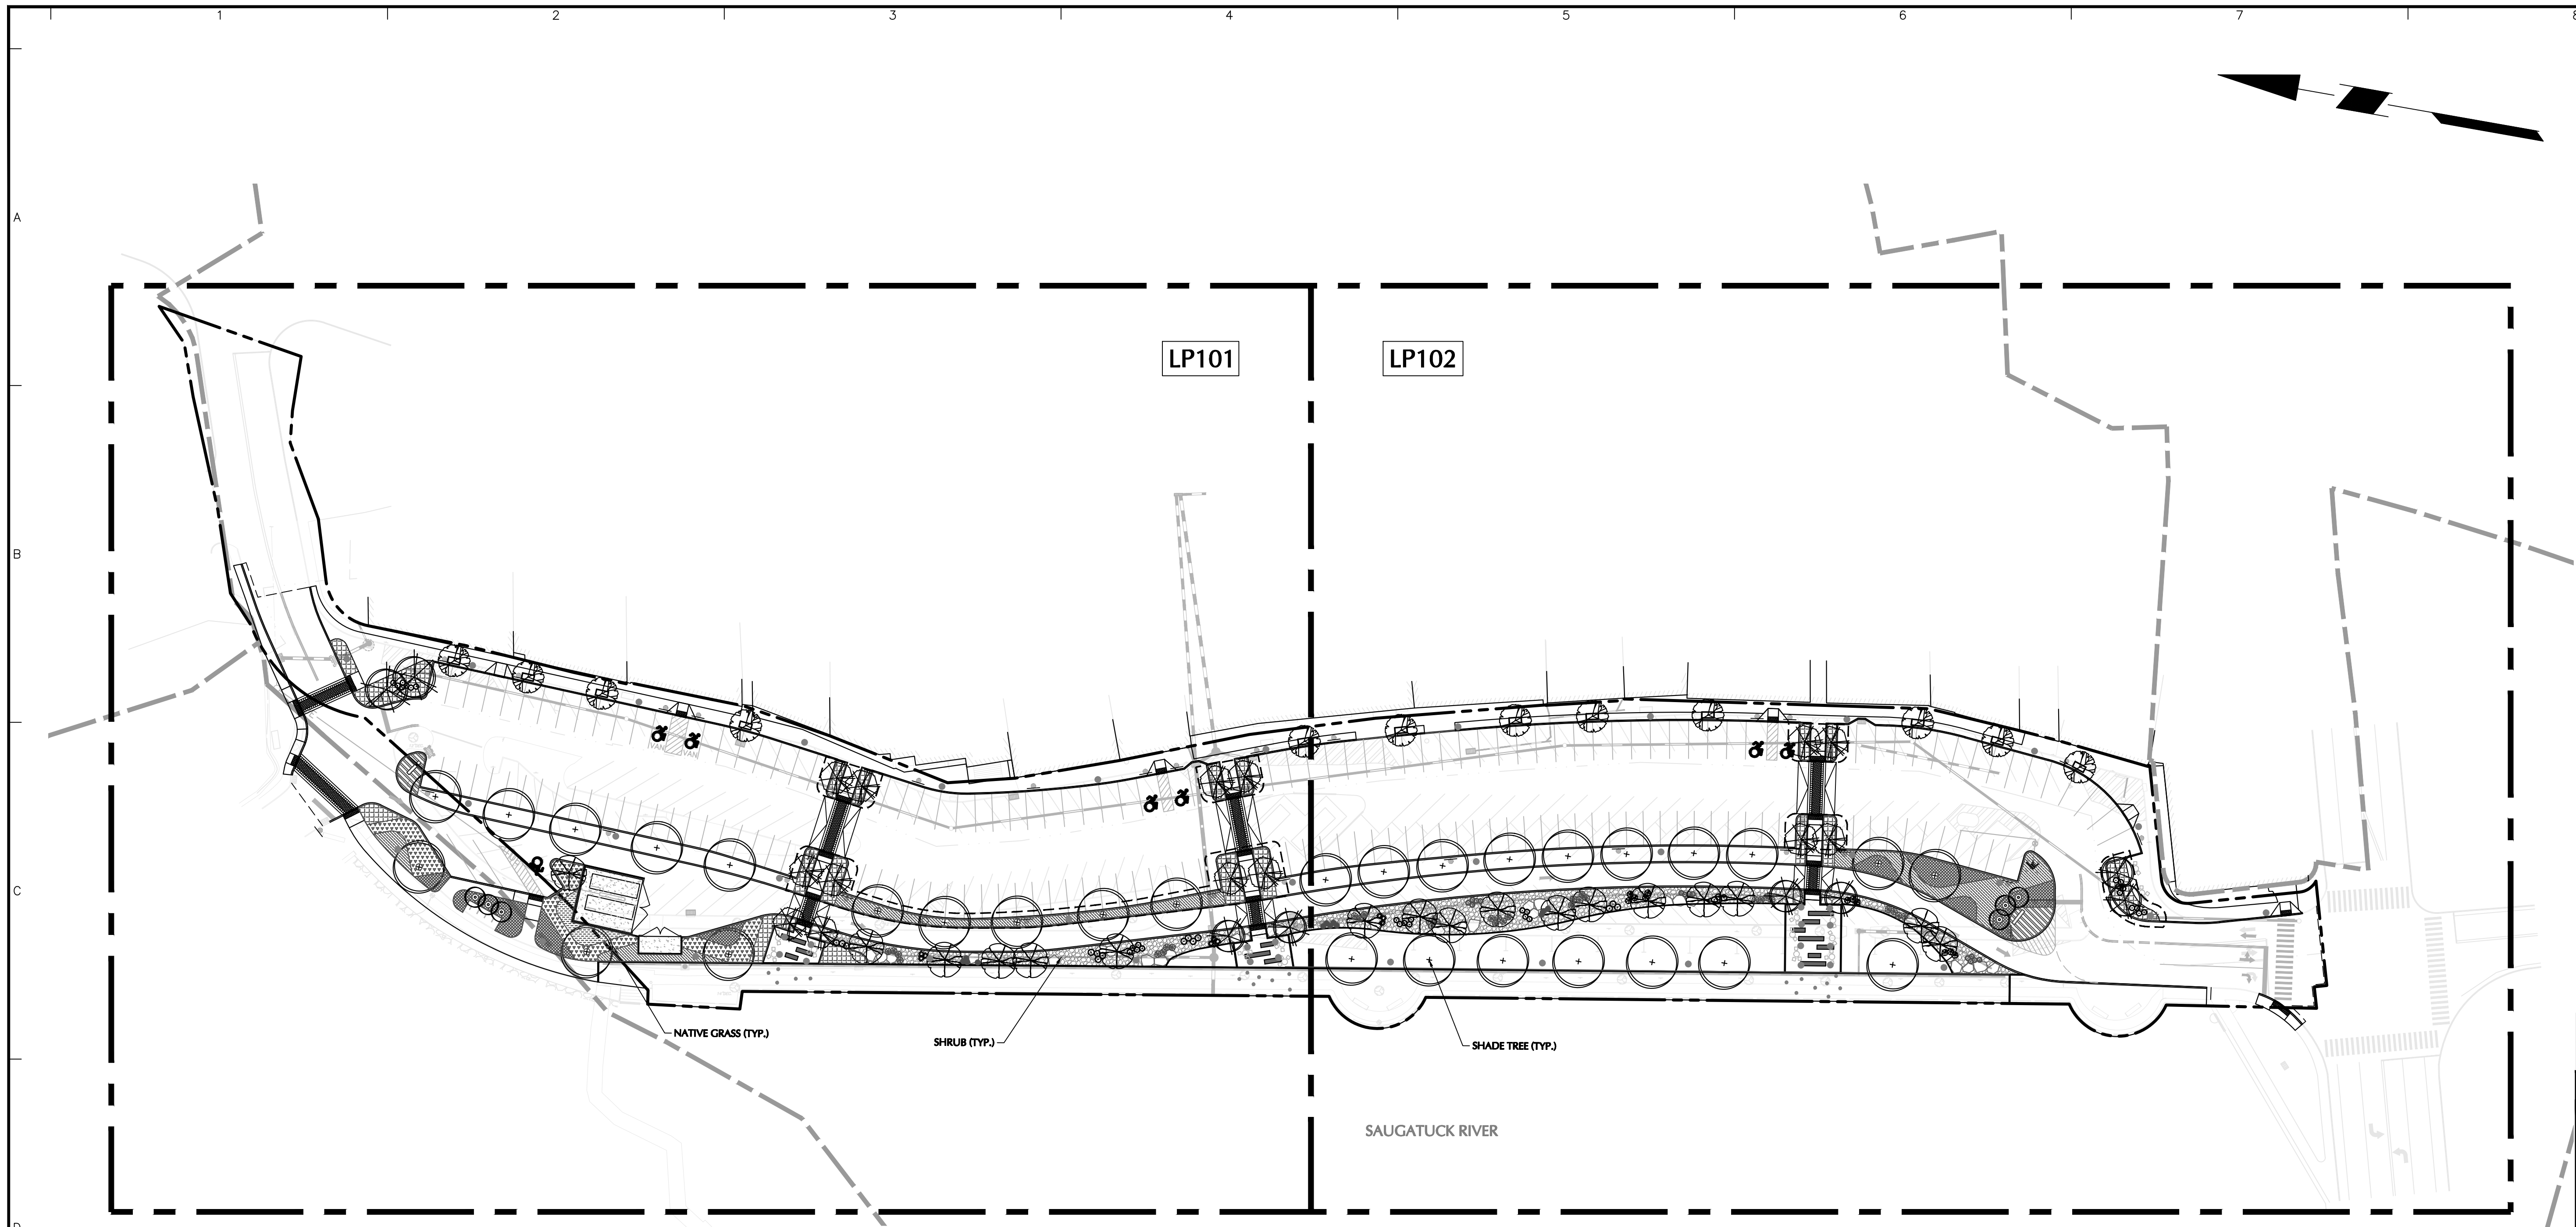 1 2 3 4 5 6 7 8
A
LP101 LP102
B
VAN VAN
C
NATIVE GRASS (TYP.)
SHRUB (TYP.)
SHADE TREE (TYP.)
SAUGATUCK RIVER
D